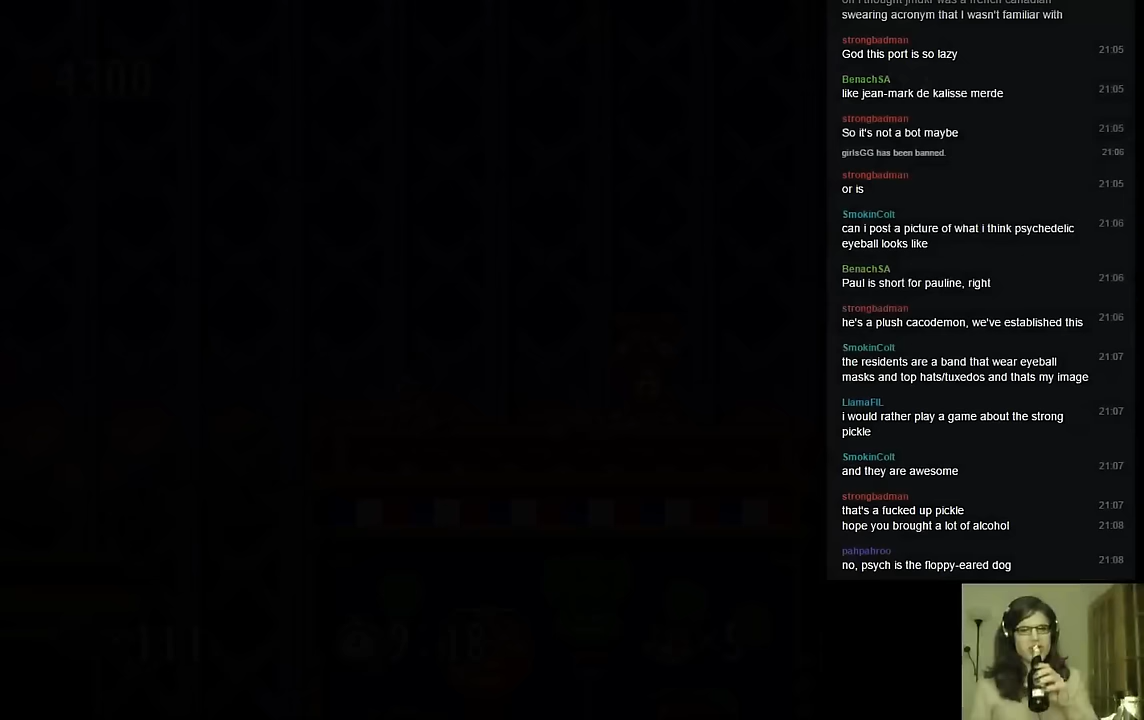 4300
oh i thought jmdkf was a french canadian
swearing acronym that I wasn't familiar with
strongbadman
God this port is so lazy
21:05
BenachSA
like jean-mark de kalisse merde
21:05
strongbadman
So it's not a bot maybe
21:05
girlsGG has been banned.
21:06
strongbadman
or is
21:05
SmokinColt
can i post a picture of what i think psychedelic
eyeball looks like
21:06
BenachSA
Paul is short for pauline, right
21:06
strongbadman
he's a plush cacodemon, we've established this
21:06
SmokinColt
the residents are a band that wear eyeball
masks and top hats/tuxedos and thats my image
21:07
LlamaFIL
i would rather play a game about the strong
pickle
21:07
SmokinColt
and they are awesome
21:07
strongbadman
that's a fucked up pickle
21:07
hope you brought a lot of alcohol
21:08
pahpahroo
no, psych is the floppy-eared dog
21:08